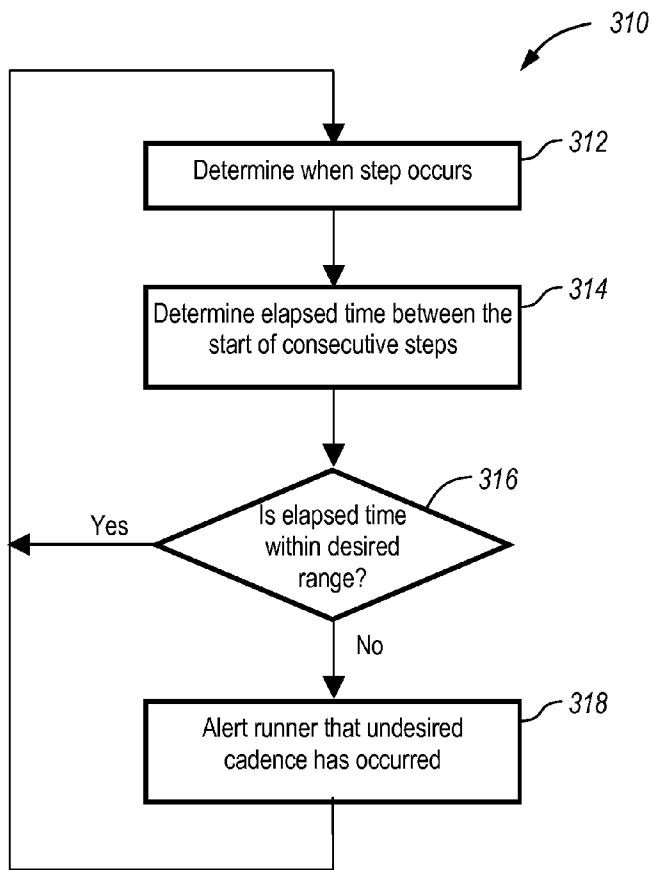 310
Determine when step occurs
312
Determine elapsed time between the
start of consecutive steps
314
Is elapsed time
within desired
range?
316
Yes
No
Alert runner that undesired
cadence has occurred
318